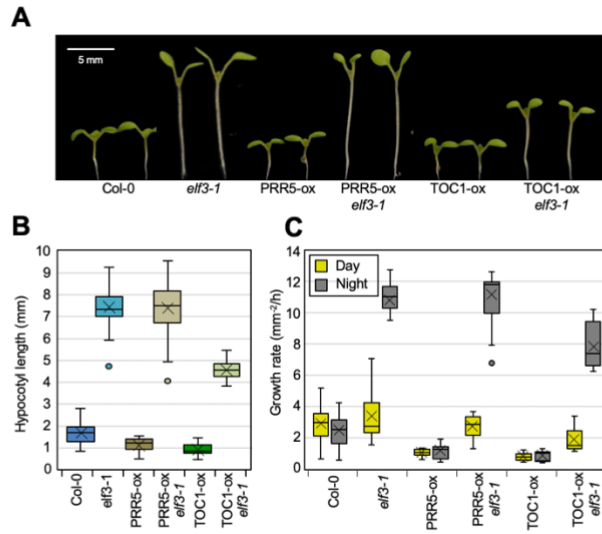 A
5 mm
Col-0 elf3-1 PRR5-ox PRR5-ox TOC1-ox TOC1-ox
elf3-1 elf3-1
B
Hypocotyl length (mm)
10
9
8
7
6
5
4
3
2
1
0
Col-0
elf3-1
PRR5-ox
PRR5-ox
elf3-1
TOC1-ox
TOC1-ox
elf3-1
C
Growth rate (mm⁻²/h)
14
12
10
8
6
4
2
0
Day
Night
Col-0
elf3-1
PRR5-ox
PRR5-ox
elf3-1
TOC1-ox
TOC1-ox
elf5-1